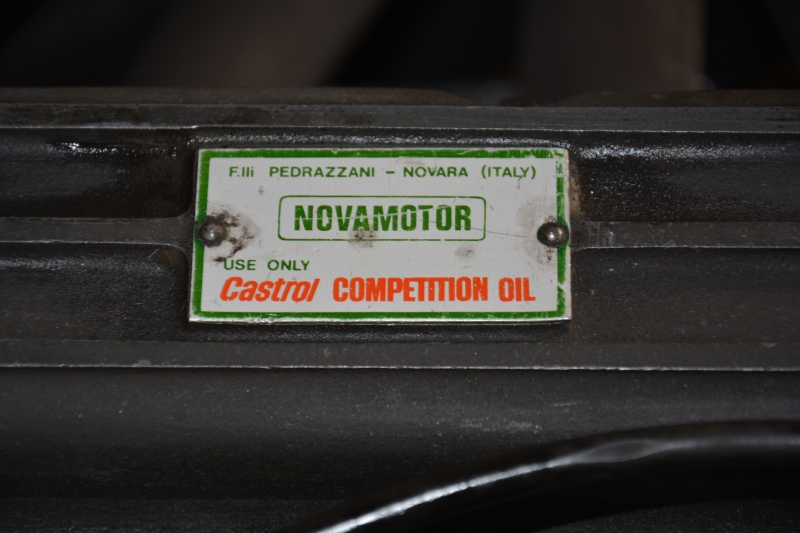 F.lli PEDRAZZANI - NOVARA (ITALY)
NOVAMOTOR
USE ONLY
Castrol COMPETITION OIL